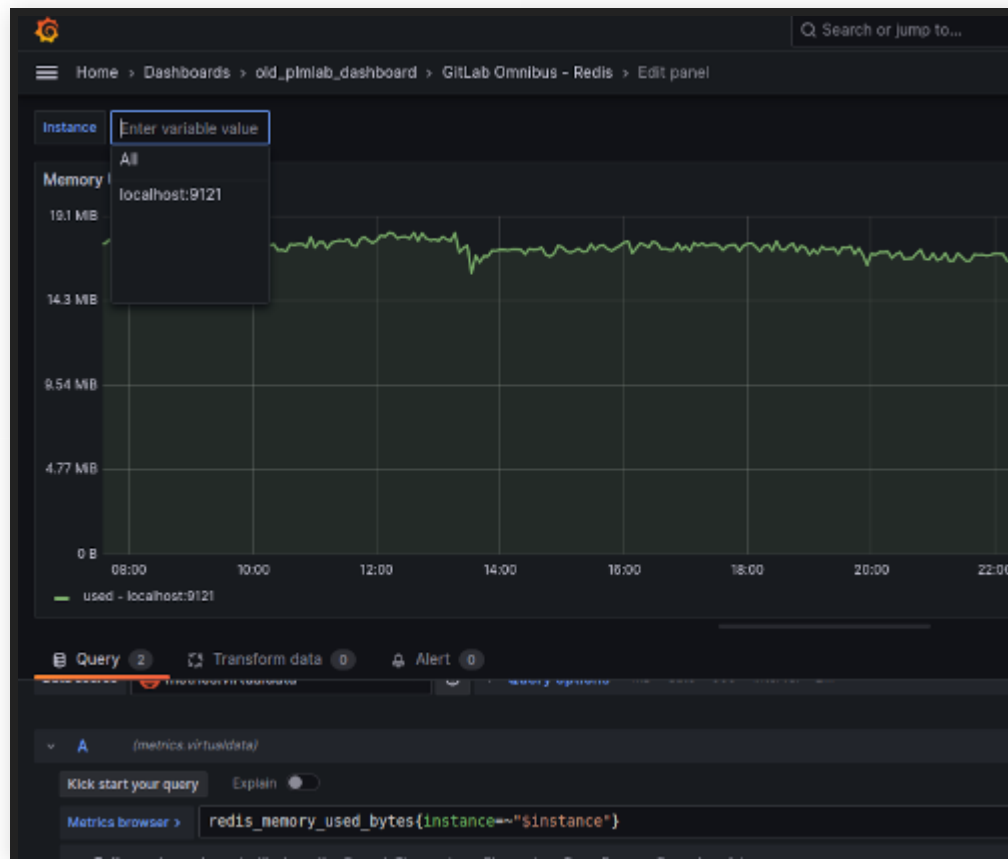 Search or jump to...
Home › Dashboards › old_plmlab_dashboard › GitLab Omnibus - Redis › Edit panel
Instance
Enter variable value
All
Memory
localhost:9121
19.1 MiB
14.3 MiB
9.54 MiB
4.77 MiB
0 B
08:00 10:00 12:00 14:00 16:00 18:00 20:00 22:00
used - localhost:9121
Query 2 Transform data 0 Alert 0
Query options
A (metrics.virtualdata)
Kick start your query Explain
Metrics browser > redis_memory_used_bytes{instance=~"$instance"}